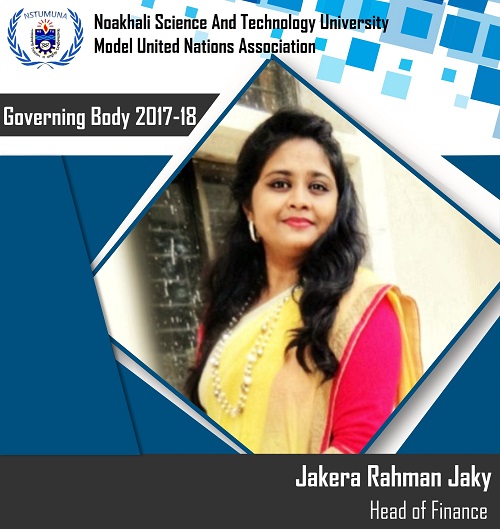 NSTUMUNA
Noakhali Science And Technology University
Model United Nations Association
Governing Body 2017-18
Jakera Rahman Jaky
Head of Finance